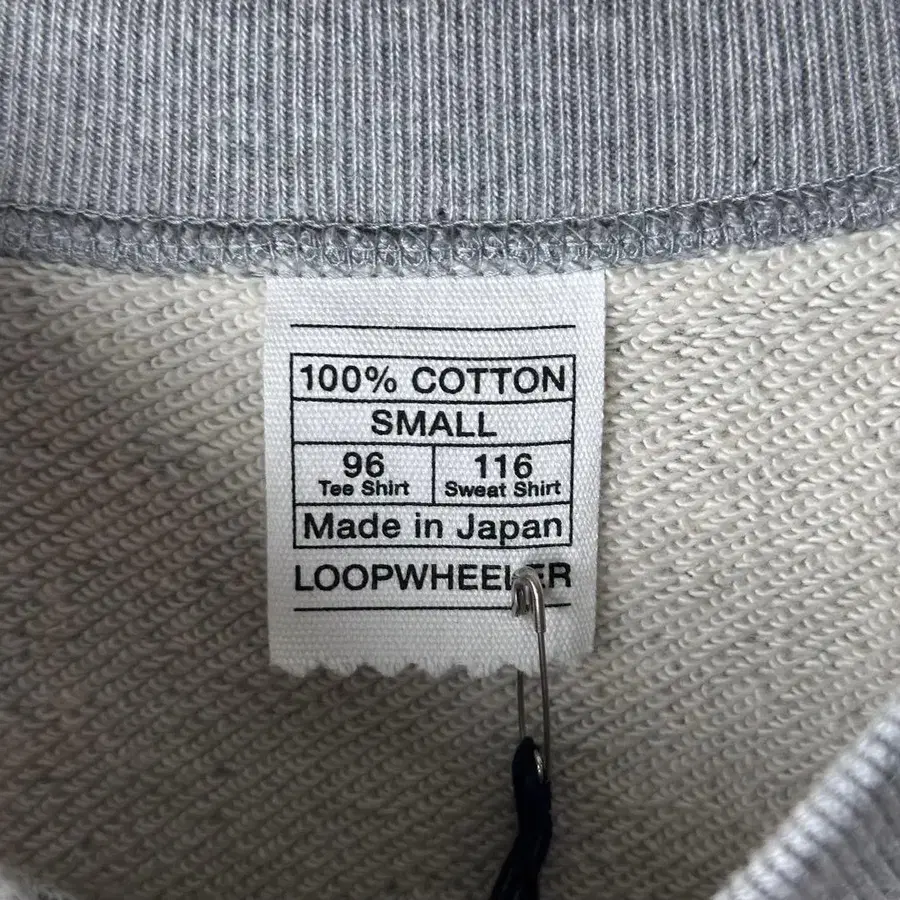 100% COTTON
SMALL
96 116
Tee Shirt Sweat Shirt
Made in Japan
LOOPWHEELER